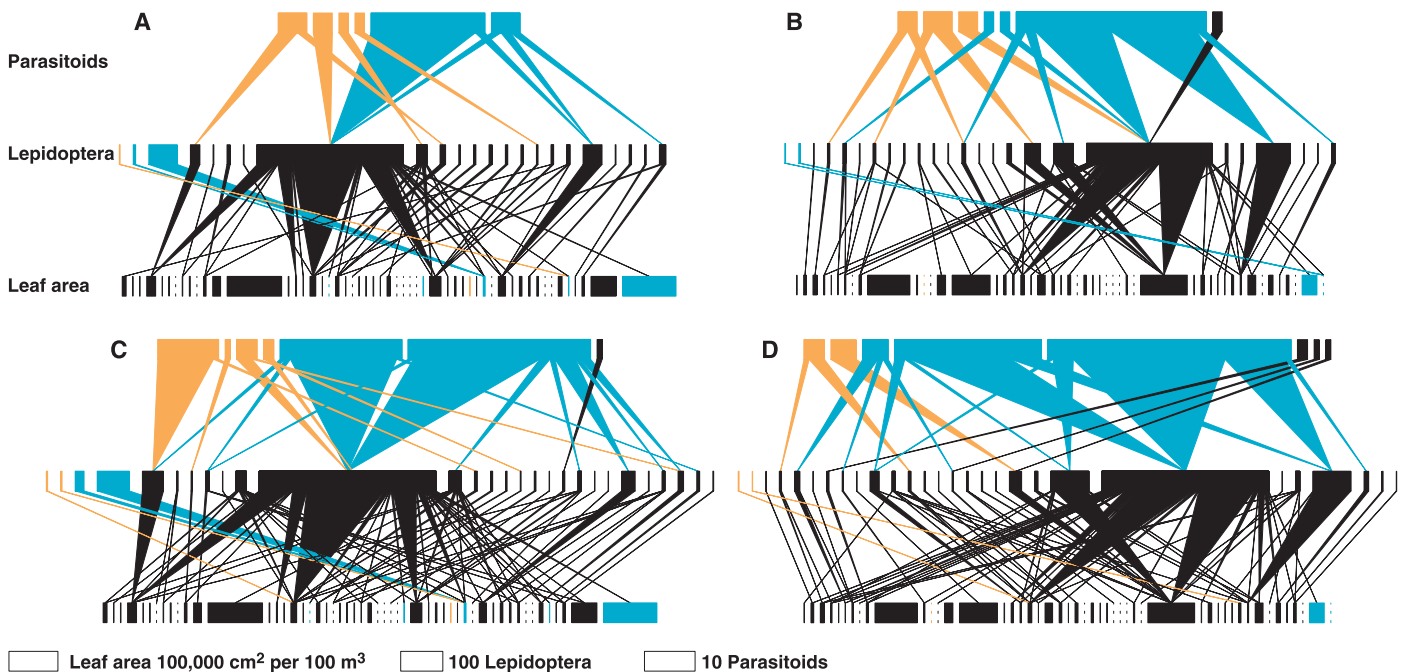 A
B
Parasitoids
Lepidoptera
Leaf area
C
D
Leaf area 100,000 cm² per 100 m³
100 Lepidoptera
10 Parasitoids